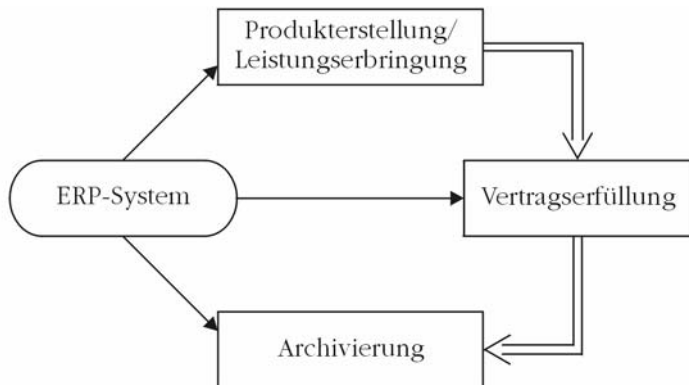 Produkterstellung/
Leistungserbringung
ERP-System
Vertragserfüllung
Archivierung